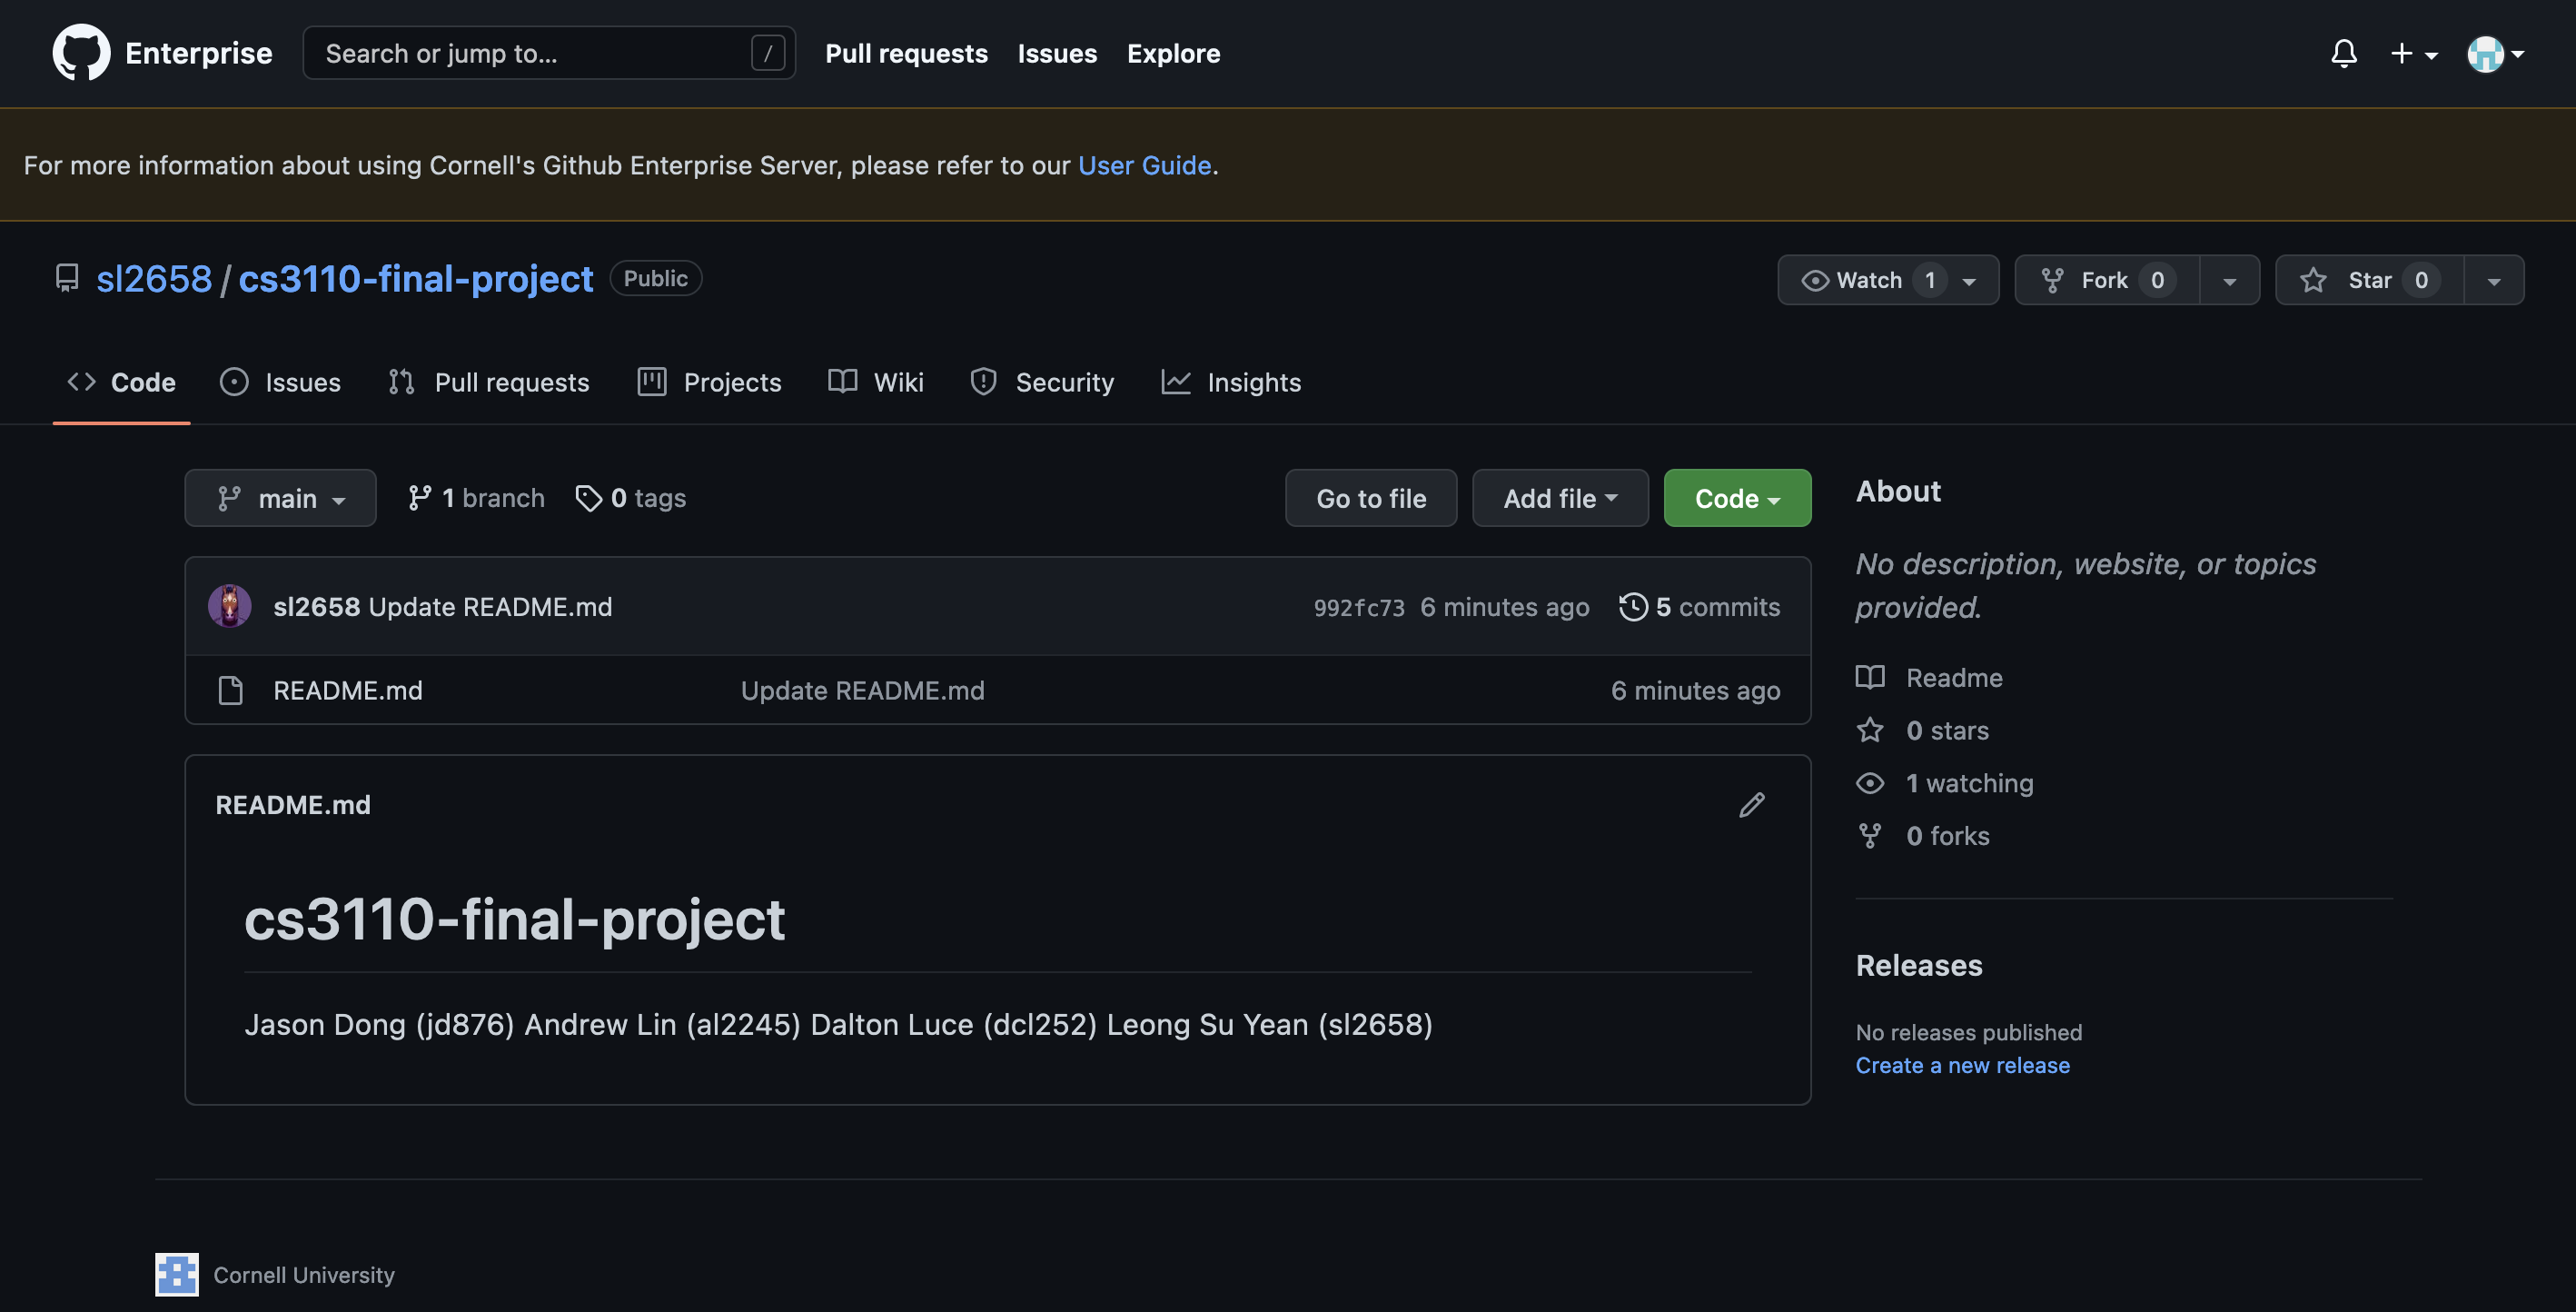 Enterprise Search or jump to... / Pull requests Issues Explore
For more information about using Cornell's Github Enterprise Server, please refer to our User Guide.
sl2658 / cs3110-final-project Public Watch 1 Fork 0 Star 0
Code Issues Pull requests Projects Wiki Security Insights
main 1 branch 0 tags Go to file Add file Code
sl2658 Update README.md 992fc73 6 minutes ago 5 commits
README.md Update README.md 6 minutes ago
README.md
cs3110-final-project
Jason Dong (jd876) Andrew Lin (al2245) Dalton Luce (dcl252) Leong Su Yean (sl2658)
About
No description, website, or topics
provided.
Readme
0 stars
1 watching
0 forks
Releases
No releases published
Create a new release
Cornell University